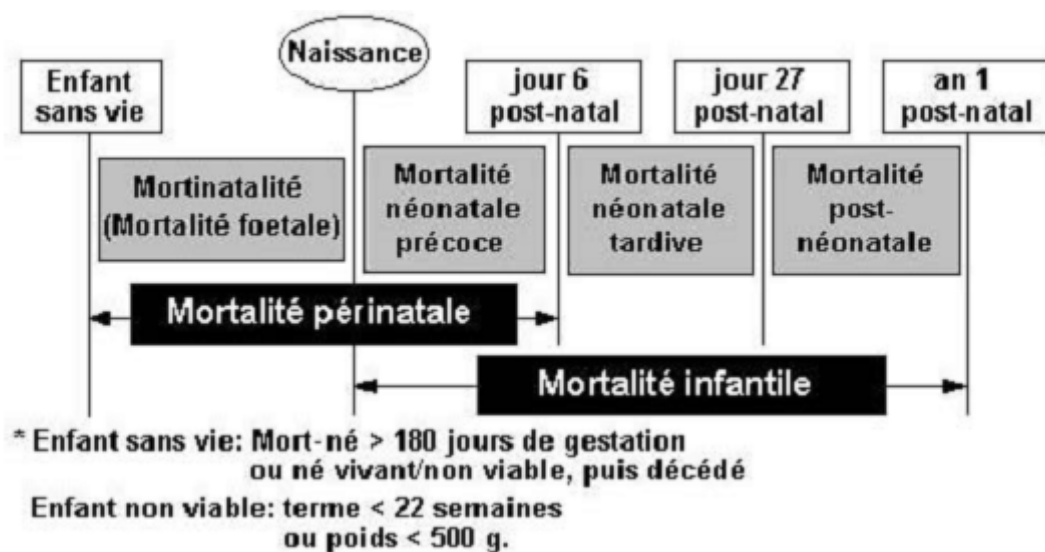 Naissance
Enfant
sans vie
jour 6
post-natal
jour 27
post-natal
an 1
post-natal
Mortinatalité
(Mortalité foetale)
Mortalité
néonatale
précoce
Mortalité
néonatale
tardive
Mortalité
post-
néonatale
Mortalité périnatale
Mortalité infantile
* Enfant sans vie: Mort-né > 180 jours de gestation
ou né vivant/non viable, puis décédé
Enfant non viable: terme < 22 semaines
ou poids < 500 g.